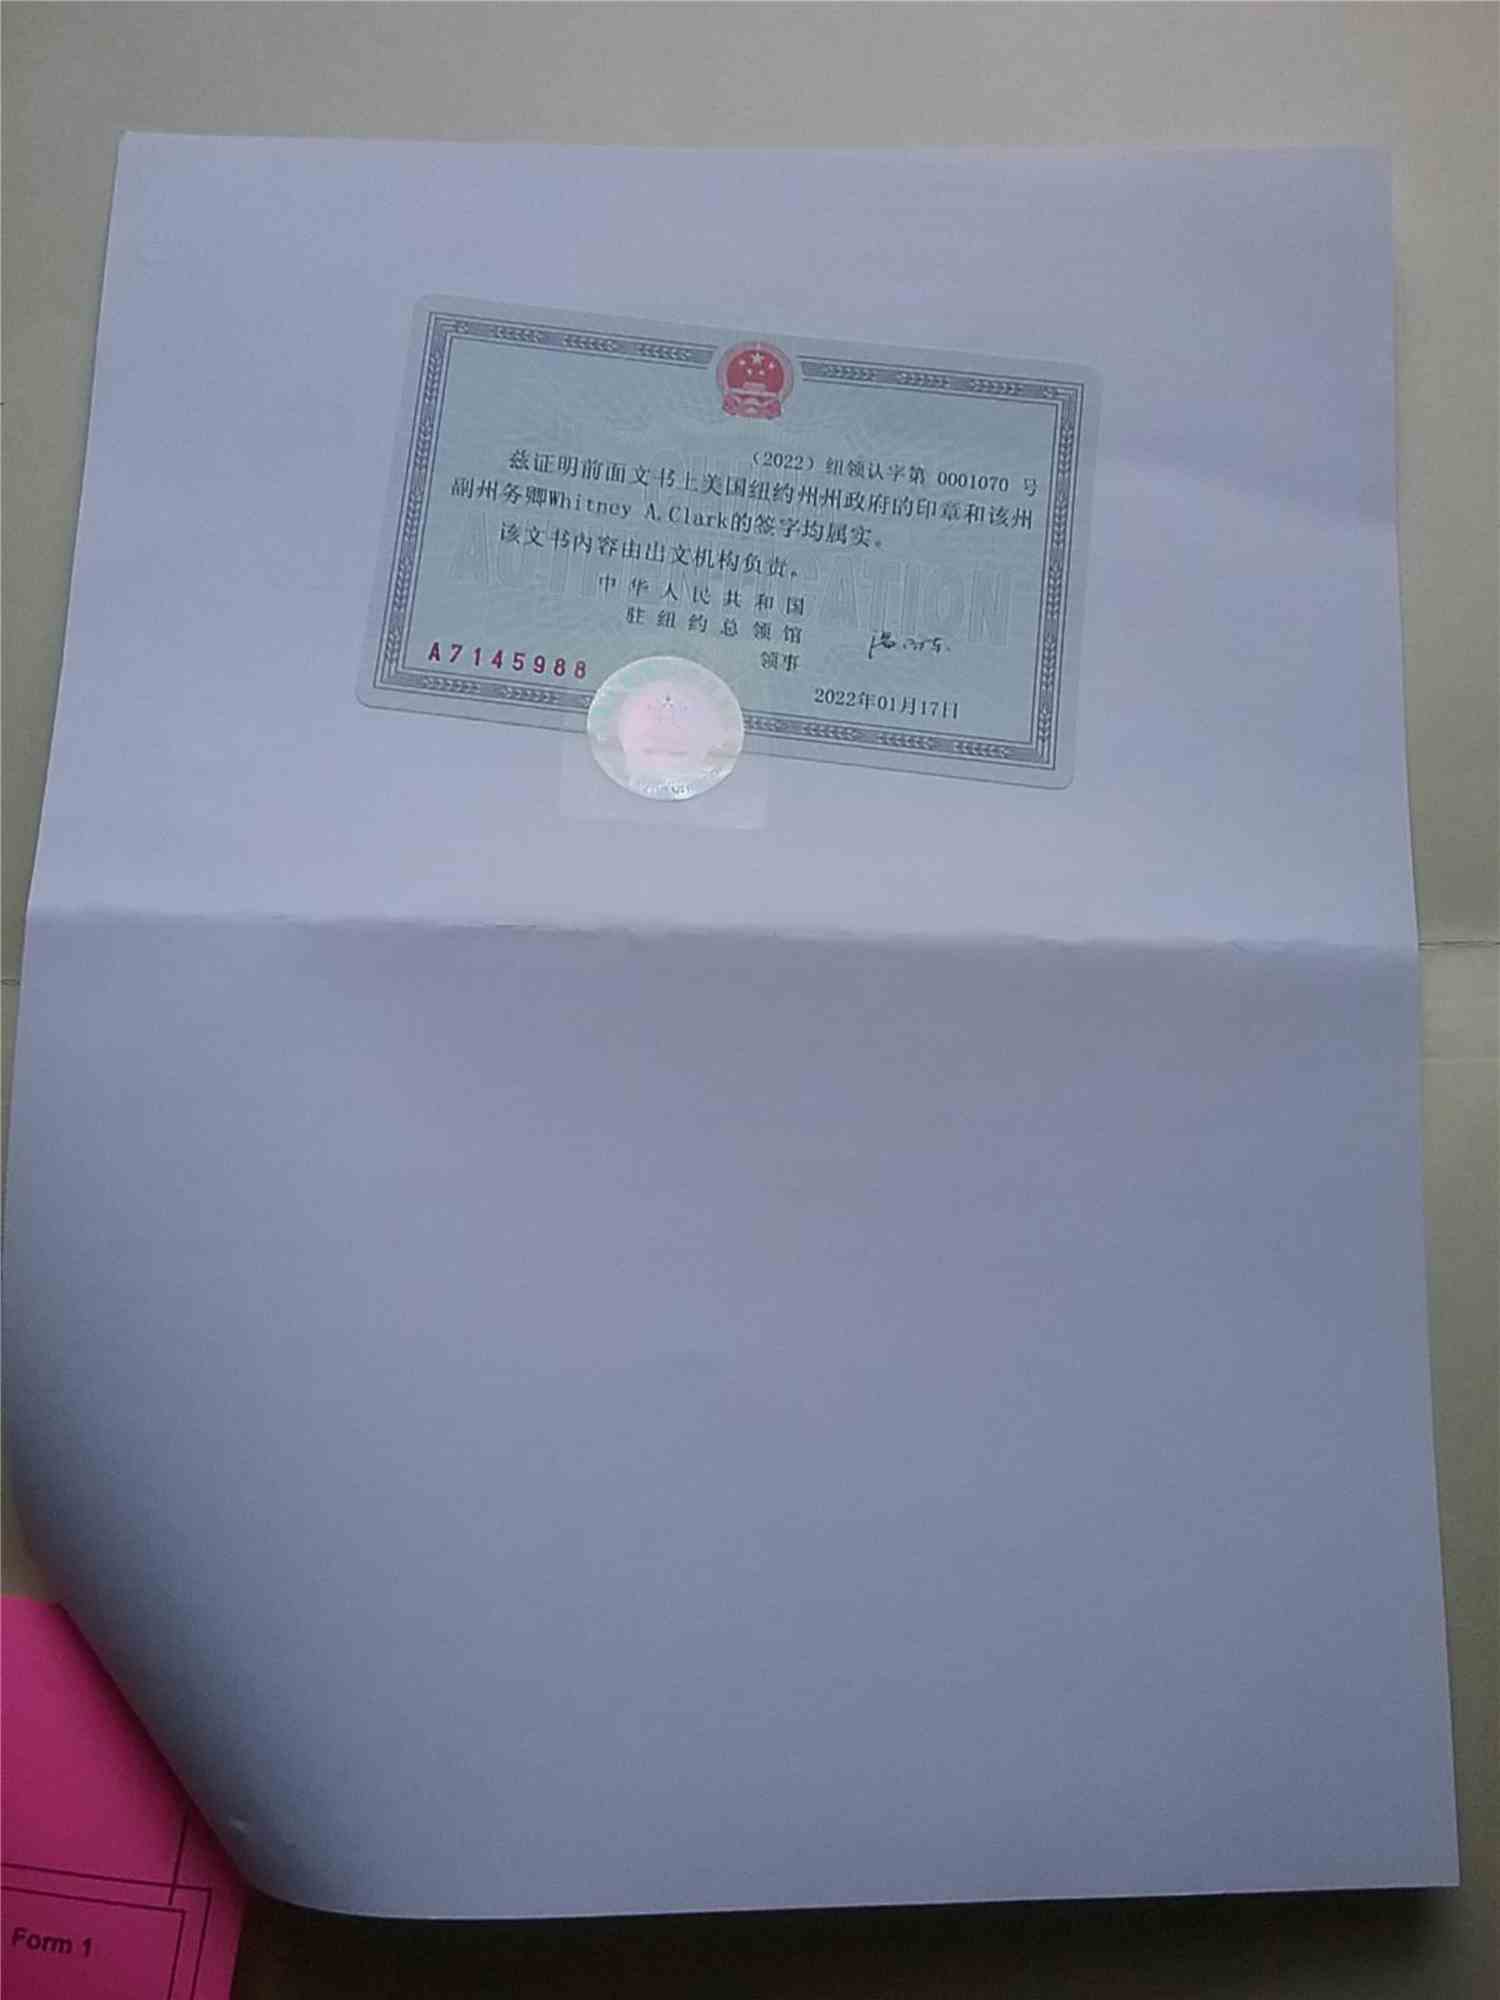 （2022）纽领认字第 0001070 号
兹证明前面文书上美国纽约州州政府的印章和该州
副州务卿Whitney A. Clark的签字均属实。
该文书内容由出文机构负责。
中华人民共和国
驻纽约总领馆
领事
A7145988
2022年01月17日
AUTHENTICATION
Form 1